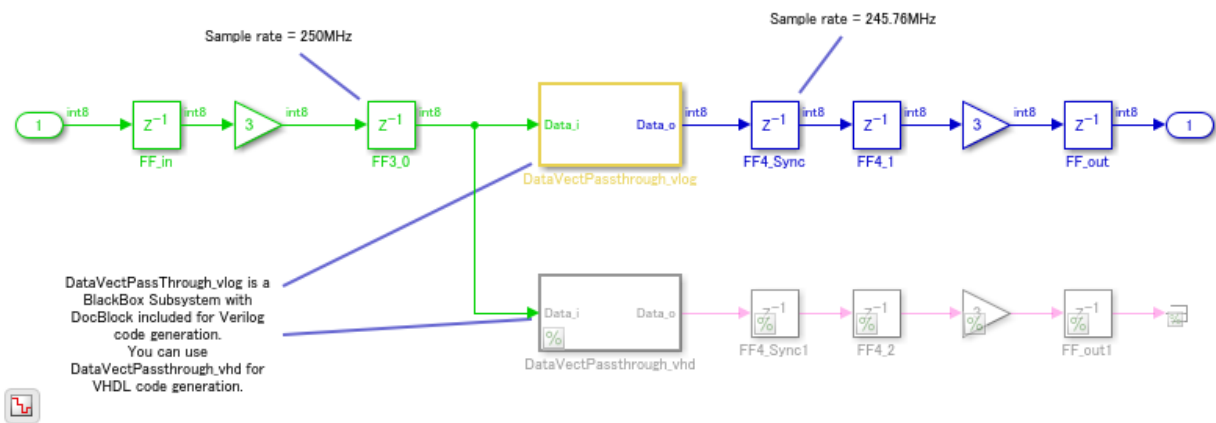 Sample rate = 250MHz
Sample rate = 245.76MHz
1
int8
z⁻¹
FF_in
int8
3
int8
z⁻¹
FF3_0
int8
Data_i
Data_o
DataVectPassthrough_vlog
int8
z⁻¹
FF4_Sync
int8
z⁻¹
FF4_1
int8
3
int8
z⁻¹
FF_out
int8
1
DataVectPassThrough_vlog is a
BlackBox Subsystem with
DocBlock included for Verilog
code generation.
You can use
DataVectPassthrough_vhd for
VHDL code generation.
Data_i
Data_o
%
DataVectPassthrough_vhd
z⁻¹
%
FF4_Sync1
z⁻¹
%
FF4_2
3
%
z⁻¹
%
FF_out1
%